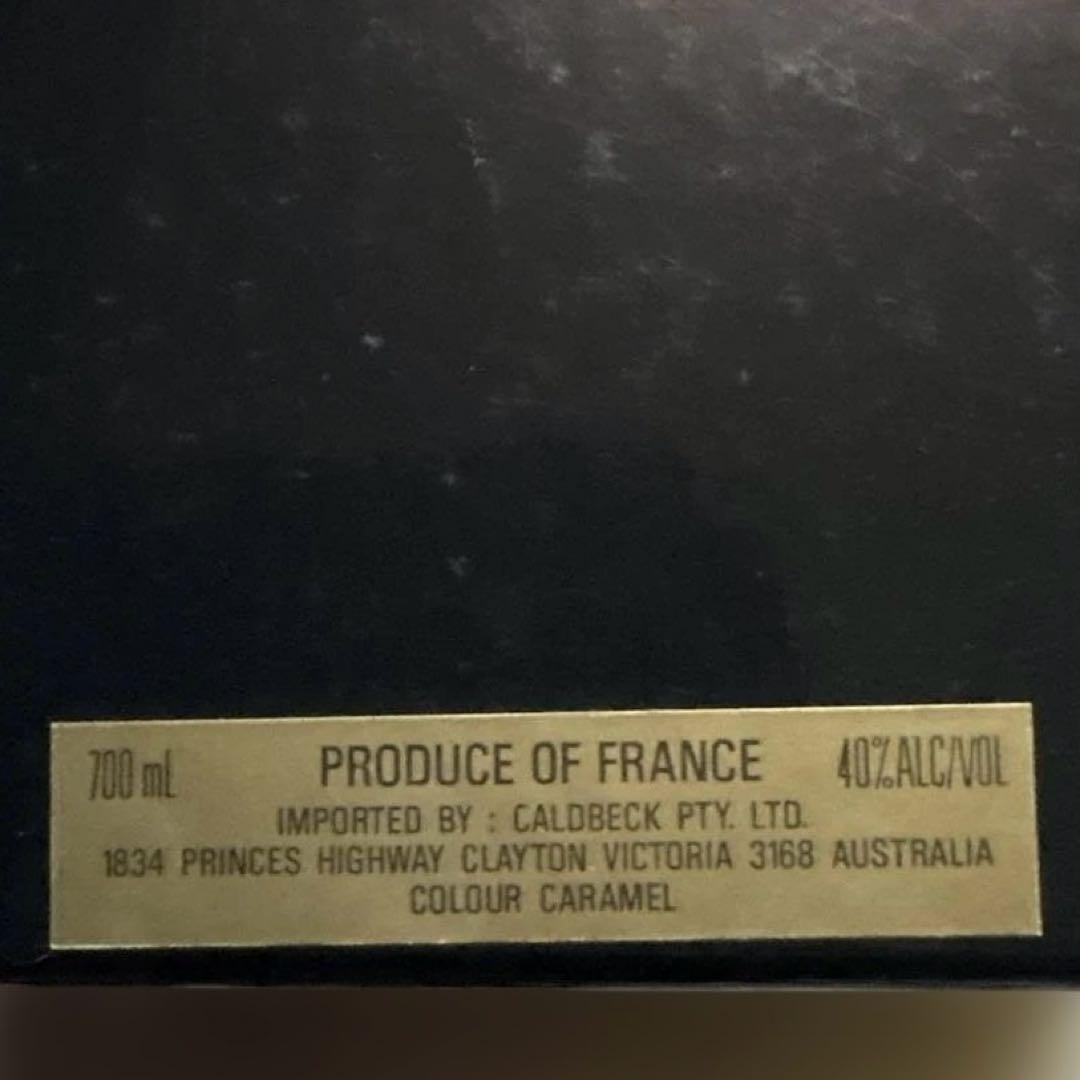 700 mL PRODUCE OF FRANCE 40%ALC/VOL
IMPORTED BY : CALDBECK PTY. LTD.
1834 PRINCES HIGHWAY CLAYTON VICTORIA 3168 AUSTRALIA
COLOUR CARAMEL